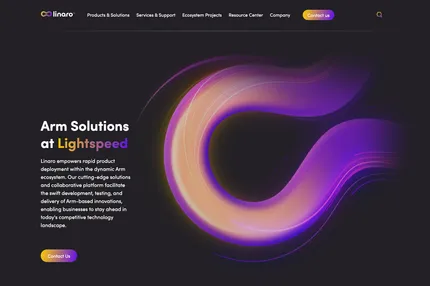 linaro
Products & Solutions Services & Support Ecosystem Projects Resource Center Company Contact us
Arm Solutions
at Lightspeed
Linaro empowers rapid product
deployment within the dynamic Arm
ecosystem. Our cutting-edge solutions
and collaborative platform facilitate
the swift development, testing, and
delivery of Arm-based innovations,
enabling businesses to stay ahead in
today's competitive technology
landscape.
Contact Us